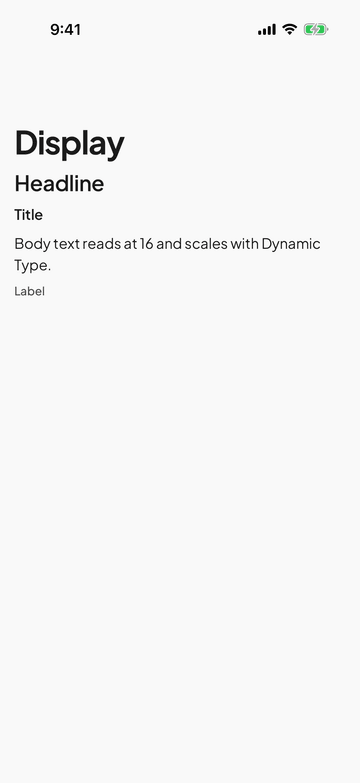 9:41
Display
Headline
Title
Body text reads at 16 and scales with Dynamic
Type.
Label